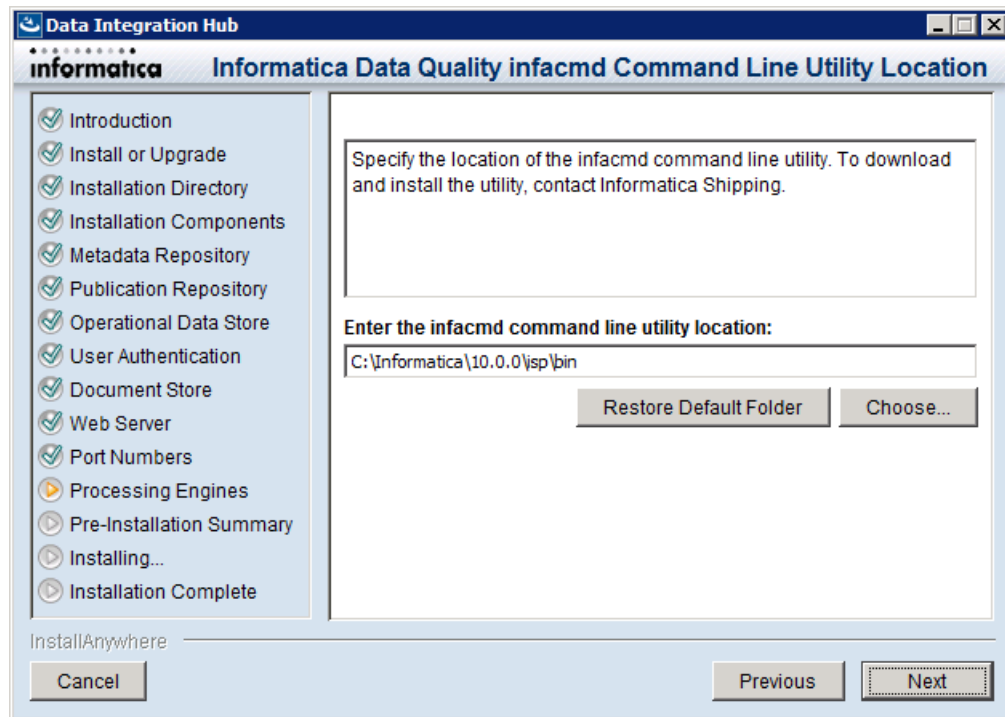 Data Integration Hub
informatica
Informatica Data Quality infacmd Command Line Utility Location
Introduction
Install or Upgrade
Installation Directory
Installation Components
Metadata Repository
Publication Repository
Operational Data Store
User Authentication
Document Store
Web Server
Port Numbers
Processing Engines
Pre-Installation Summary
Installing...
Installation Complete
Specify the location of the infacmd command line utility. To download
and install the utility, contact Informatica Shipping.
Enter the infacmd command line utility location:
C:\Informatica\10.0.0\isp\bin
Restore Default Folder
Choose...
InstallAnywhere
Cancel
Previous
Next